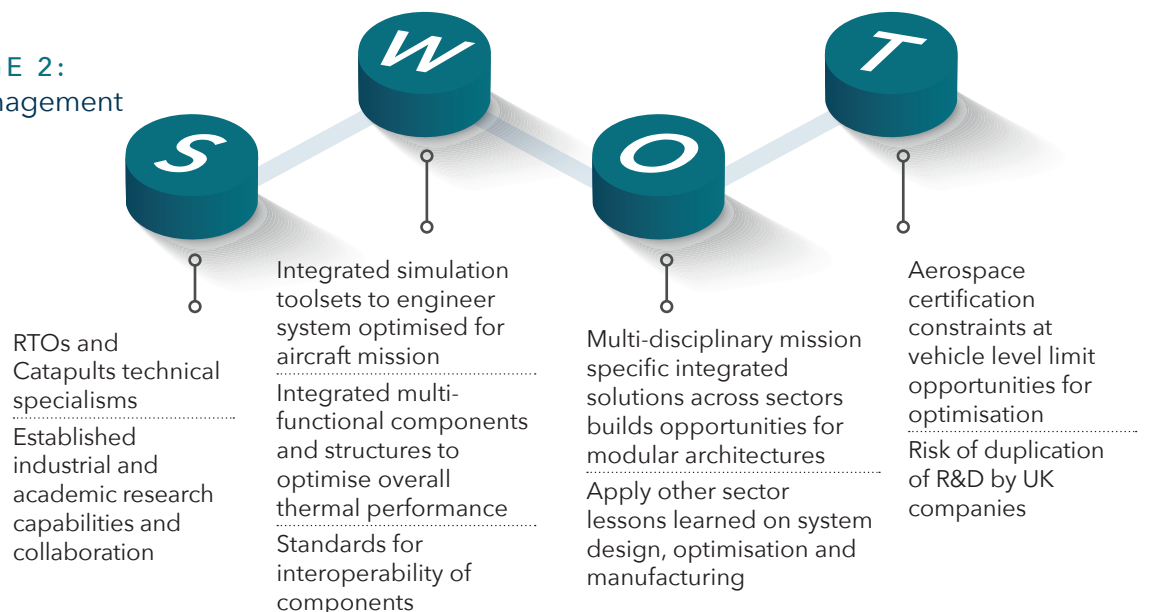 GE 2:
nagement
S
W
O
T
RTOs and
Catapults technical
specialisms
Established
industrial and
academic research
capabilities and
collaboration
Integrated simulation
toolsets to engineer
system optimised for
aircraft mission
Integrated multi-
functional components
and structures to
optimise overall
thermal performance
Standards for
interoperability of
components
Multi-disciplinary mission
specific integrated
solutions across sectors
builds opportunities for
modular architectures
Apply other sector
lessons learned on system
design, optimisation and
manufacturing
Aerospace
certification
constraints at
vehicle level limit
opportunities for
optimisation
Risk of duplication
of R&D by UK
companies